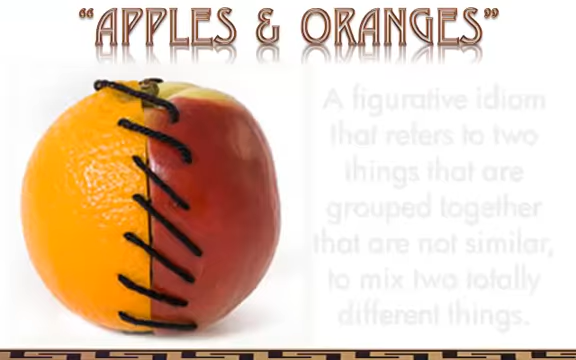 “APPLES & ORANGES”
A figurative idiom
that refers to two
things that are
grouped together
that are not similar,
to mix two totally
different things.